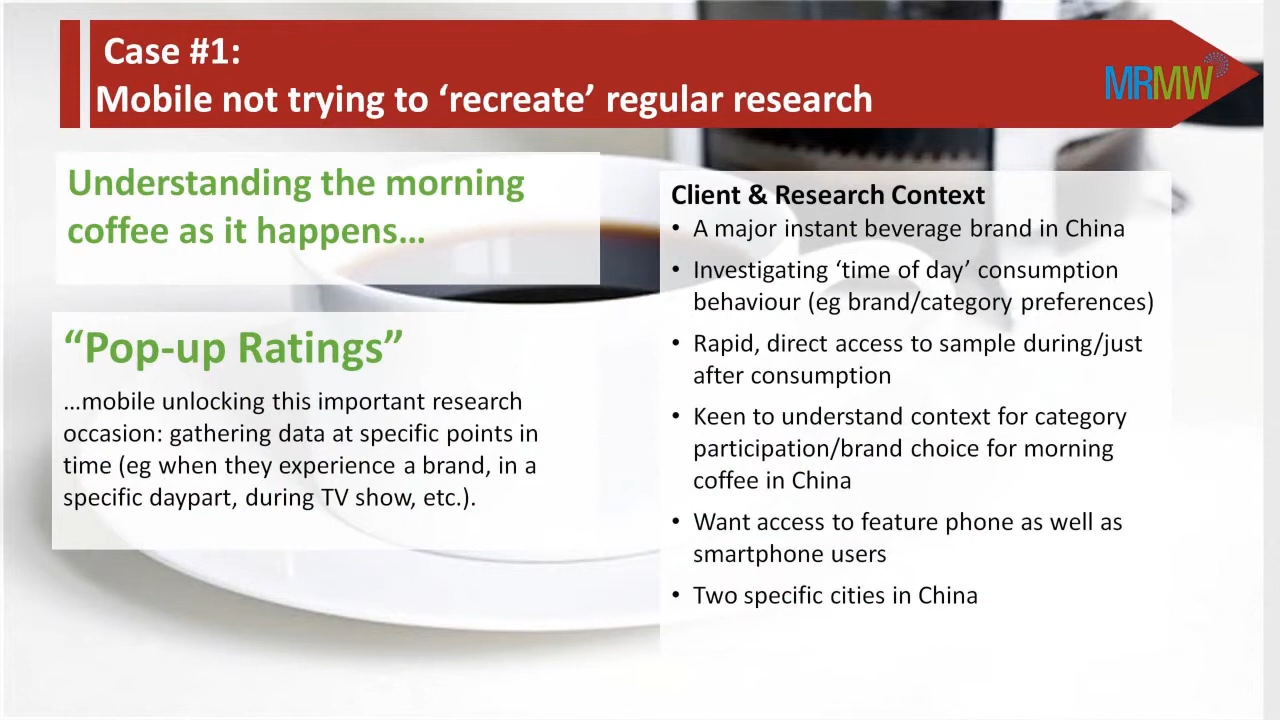 Case #1:
Mobile not trying to ‘recreate’ regular research
MRMW
Understanding the morning
coffee as it happens…
“Pop-up Ratings”
…mobile unlocking this important research
occasion: gathering data at specific points in
time (eg when they experience a brand, in a
specific daypart, during TV show, etc.).
Client & Research Context
• A major instant beverage brand in China
• Investigating ‘time of day’ consumption
behaviour (eg brand/category preferences)
• Rapid, direct access to sample during/just
after consumption
• Keen to understand context for category
participation/brand choice for morning
coffee in China
• Want access to feature phone as well as
smartphone users
• Two specific cities in China